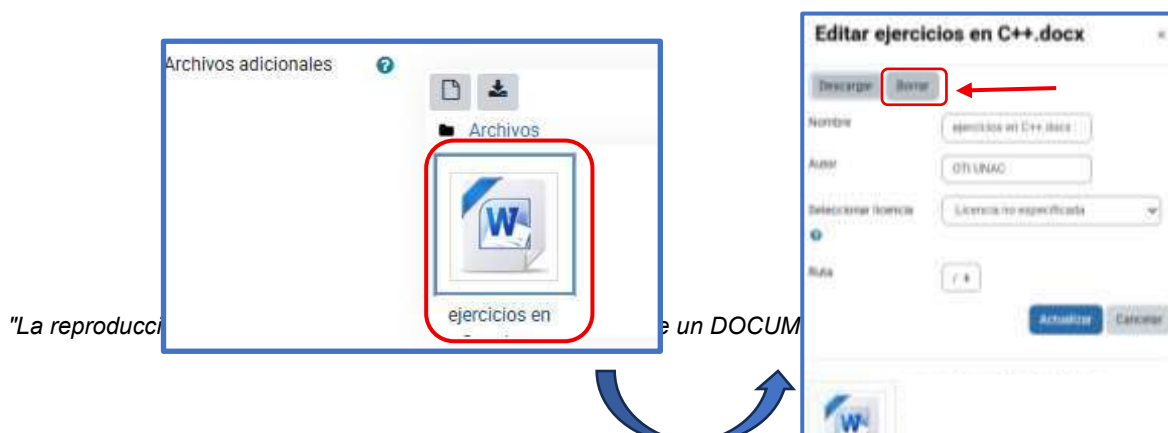 Archivos adicionales
Archivos
ejercicios en
Editar ejercicios en C++.docx
Descargar Borrar
Nombre ejercicios en C++.docx
Autor OTI UNAC
Seleccionar licencia Licencia no especificada
Ruta /
Actualizar Cancelar
"La reproducci
e un DOCUM